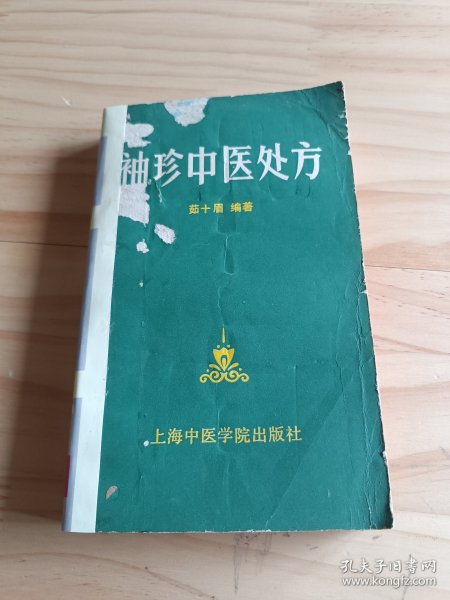 袖珍中医处方
茹十眉 编著
上海中医学院出版社
孔夫子旧书网
www.kongfz.com